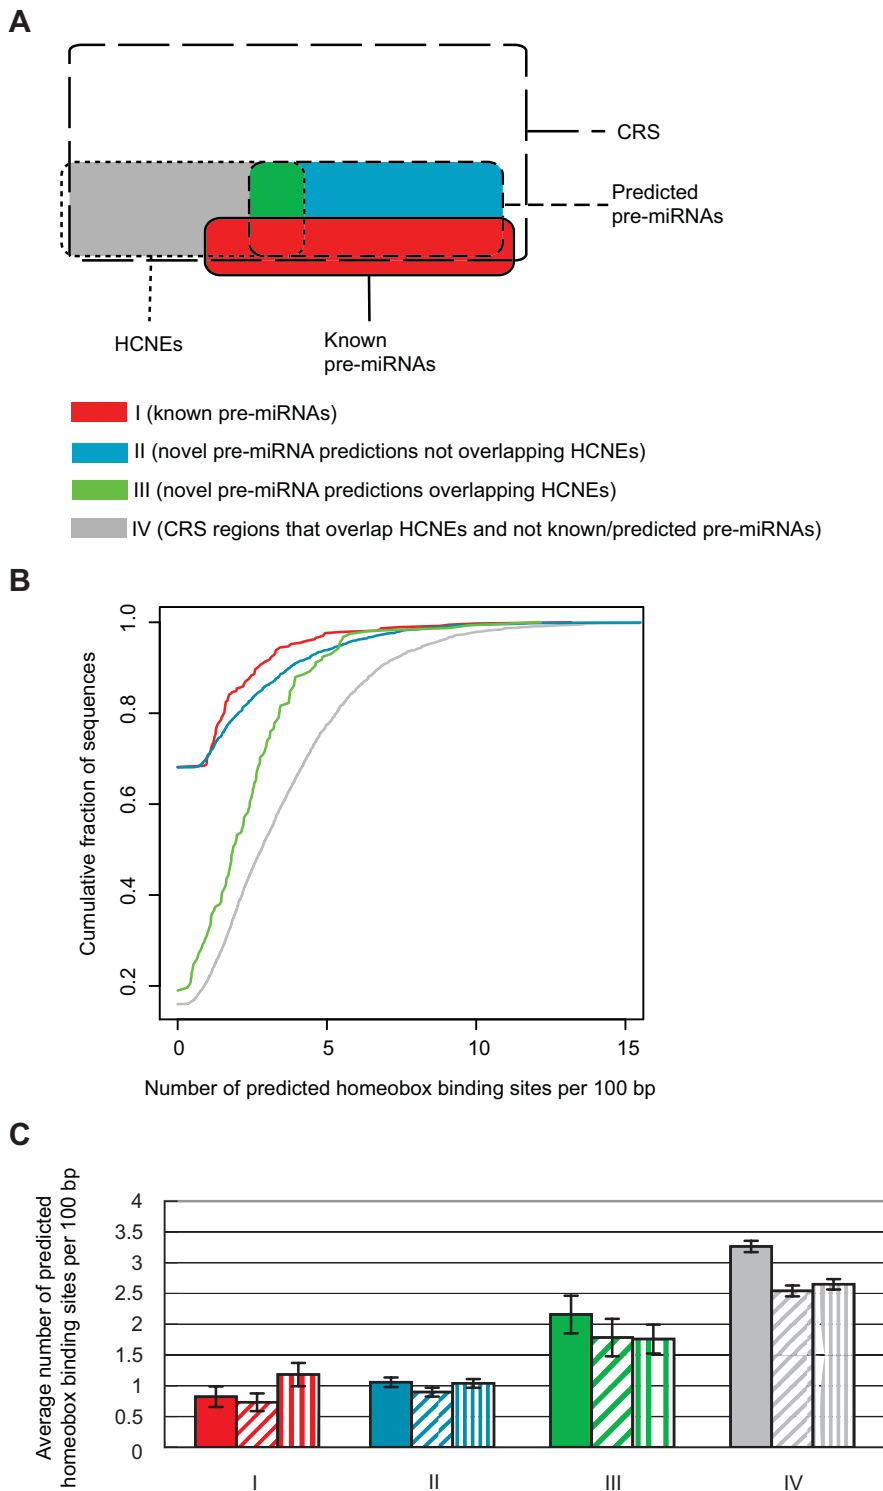 A
CRS
Predicted
pre-miRNAs
HCNEs
Known
pre-miRNAs
I (known pre-miRNAs)
II (novel pre-miRNA predictions not overlapping HCNEs)
III (novel pre-miRNA predictions overlapping HCNEs)
IV (CRS regions that overlap HCNEs and not known/predicted pre-miRNAs)
B
Cumulative fraction of sequences
1.0
0.8
0.6
0.4
0.2
0 5 10 15
Number of predicted homeobox binding sites per 100 bp
C
Average number of predicted
homeobox binding sites per 100 bp
4
3.5
3
2.5
2
1.5
1
0.5
0
I II III IV